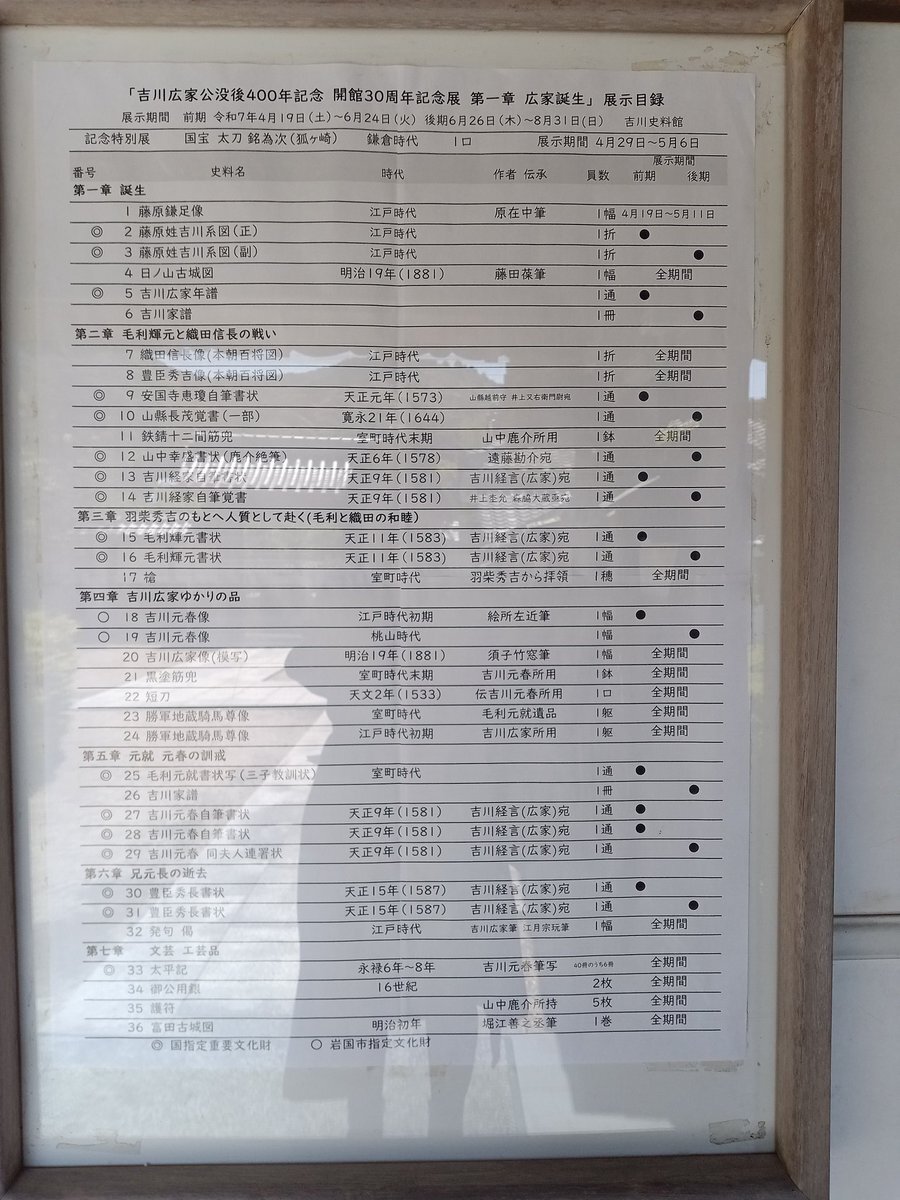 「吉川広家公没後400年記念 開館30周年記念展 第一章 広家誕生」 展示目録
展示期間 前期 令和7年4月19日(土)～6月24日(火) 後期6月26日(木)～8月31日(日) 吉川史料館
記念特別展 国宝 太刀 銘為次(狐ヶ崎) 鎌倉時代 1口 展示期間 4月29日～5月6日
展示期間
番号 史料名 時代 作者 伝承 員数 前期 後期
第一章 誕生
1 藤原鎌足像 江戸時代 原在中筆 1幅 4月19日～5月11日
◎ 2 藤原姓吉川系図(正) 江戸時代 1折 ●
◎ 3 藤原姓吉川系図(副) 江戸時代 1折 ●
4 日ノ山古城図 明治19年(1881) 藤田葆筆 1幅 全期間
◎ 5 吉川広家年譜 1通 ●
6 吉川家譜 1冊 ●
第二章 毛利輝元と織田信長の戦い
7 織田信長像(本朝百将図) 江戸時代 1折 全期間
8 豊臣秀吉像(本朝百将図) 江戸時代 1折 全期間
◎ 9 安国寺恵瓊自筆書状 天正元年(1573) 山縣越前守 井上又右衛門尉宛 1通 ●
◎ 10 山縣長茂覚書(一部) 寛永21年(1644) 1通 ●
11 鉄錆十二間筋兜 室町時代末期 山中鹿介所用 1鉢 全期間
◎ 12 山中幸盛書状(鹿介絶筆) 天正6年(1578) 遠藤勘介宛 1通 ●
◎ 13 吉川経家自筆書状 天正9年(1581) 吉川経言(広家)宛 1通 ●
◎ 14 吉川経家自筆覚書 天正9年(1581) 井上 森脇大蔵丞宛 1通 ●
第三章 羽柴秀吉のもとへ人質として赴く(毛利と織田の和睦)
◎ 15 毛利輝元書状 天正11年(1583) 吉川経言(広家)宛 1通 ●
◎ 16 毛利輝元書状 天正11年(1583) 吉川経言(広家)宛 1通 ●
17 槍 室町時代 羽柴秀吉から拝領 1穂 全期間
第四章 吉川広家ゆかりの品
○ 18 吉川元春像 江戸時代初期 絵所左近筆 1幅 ●
○ 19 吉川元春像 桃山時代 1幅 ●
20 吉川広家像(模写) 明治19年(1881) 須子竹窓筆 1幅 全期間
21 黒塗筋兜 室町時代末期 吉川元春所用 1鉢 全期間
22 短刀 天文2年(1533) 伝吉川元春所用 1口 全期間
23 勝軍地蔵騎馬尊像 室町時代 毛利元就遺品 1躯 全期間
24 勝軍地蔵騎馬尊像 江戸時代初期 吉川広家所用 1躯 全期間
第五章 元就 元春の訓戒
◎ 25 毛利元就書状写(三子教訓状) 室町時代 1通 ●
26 吉川家譜 1冊 ●
◎ 27 吉川元春自筆書状 天正9年(1581) 吉川経言(広家)宛 1通 ●
◎ 28 吉川元春自筆書状 天正9年(1581) 吉川経言(広家)宛 1通 ●
◎ 29 吉川元春 同夫人連署状 天正9年(1581) 吉川経言(広家)宛 1通 ●
第六章 兄元長の逝去
◎ 30 豊臣秀長書状 天正15年(1587) 吉川経言(広家)宛 1通 ●
◎ 31 豊臣秀長書状 天正15年(1587) 吉川経言(広家)宛 1通 ●
32 発句 偈 江戸時代 吉川広家筆 江月宗玩筆 1幅 全期間
第七章 文芸 工芸品
◎ 33 太平記 永禄6年～8年 吉川元春筆写 40冊のうち6冊 全期間
34 御公用銀 16世紀 2枚 全期間
35 護符 山中鹿介所持 5枚 全期間
36 富田古城図 明治初年 堀江善之丞筆 1巻 全期間
◎ 国指定重要文化財 ○ 岩国市指定文化財